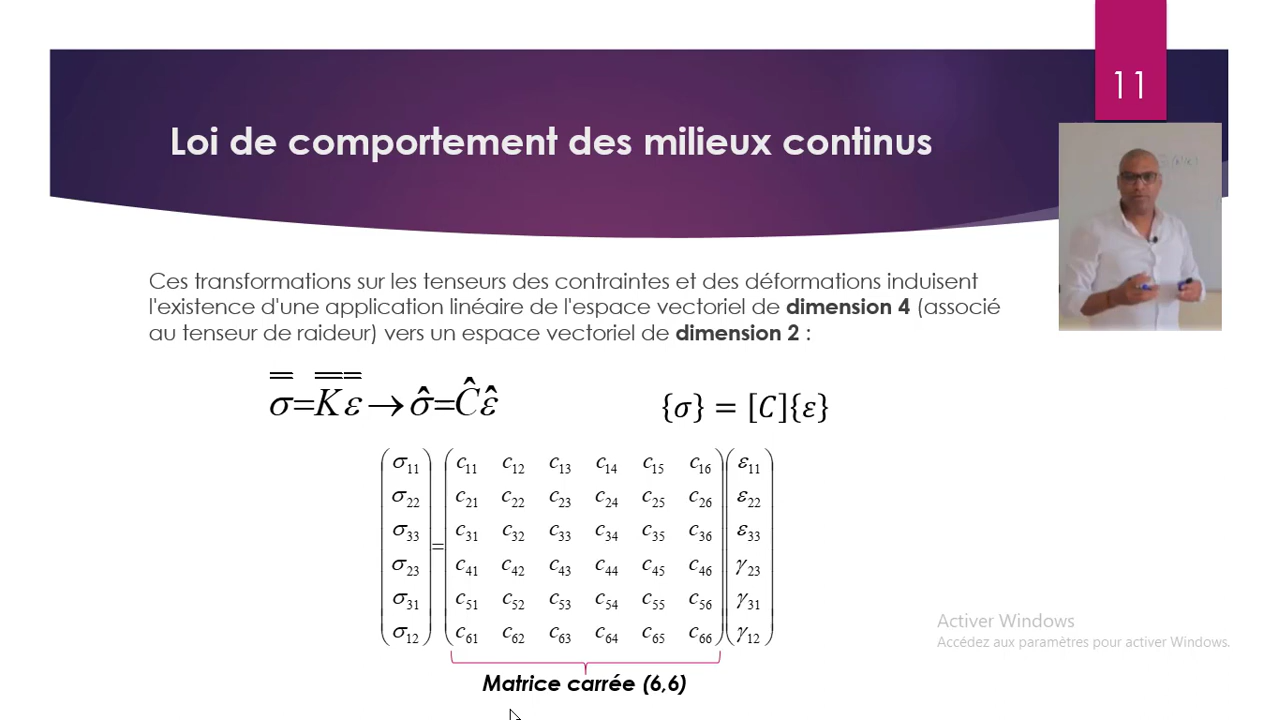 11
Loi de comportement des milieux continus
Ces transformations sur les tenseurs des contraintes et des déformations induisent
l'existence d'une application linéaire de l'espace vectoriel de dimension 4 (associé
au tenseur de raideur) vers un espace vectoriel de dimension 2 :
σ̿=K̿̿ε̿→σ̂=Ĉε̂ {σ} = [C]{ε}
σ11 c11 c12 c13 c14 c15 c16 ε11
σ22 c21 c22 c23 c24 c25 c26 ε22
σ33 c31 c32 c33 c34 c35 c36 ε33
=
σ23 c41 c42 c43 c44 c45 c46 γ23
σ31 c51 c52 c53 c54 c55 c56 γ31
σ12 c61 c62 c63 c64 c65 c66 γ12
Matrice carrée (6,6)
Activer Windows
Accédez aux paramètres pour activer Windows.